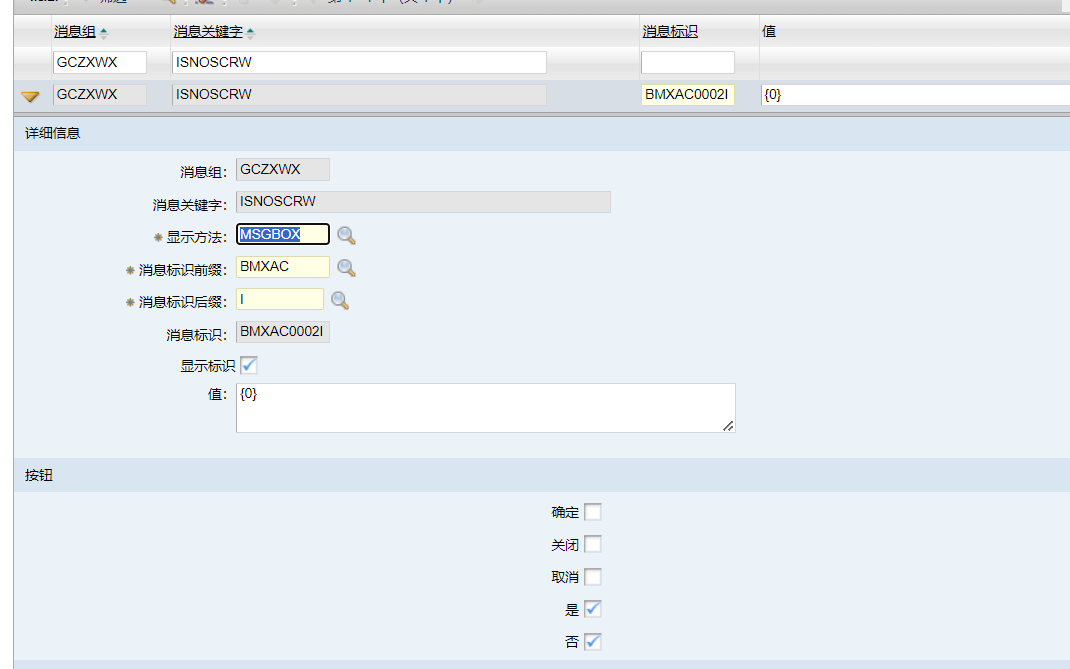 消息组 消息关键字 消息标识 值
GCZXWX ISNOSCRW
GCZXWX ISNOSCRW BMXAC0002I {0}
详细信息
消息组: GCZXWX
消息关键字: ISNOSCRW
* 显示方法: MSGBOX
* 消息标识前缀: BMXAC
* 消息标识后缀: I
消息标识: BMXAC0002I
显示标识
值: {0}
按钮
确定
关闭
取消
是
否